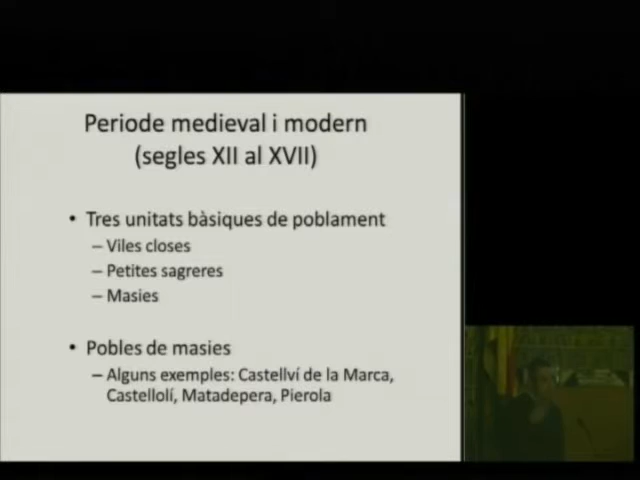 Periode medieval i modern
(segles XII al XVII)
• Tres unitats bàsiques de poblament
– Viles closes
– Petites sagreres
– Masies
• Pobles de masies
– Alguns exemples: Castellví de la Marca,
Castellolí, Matadepera, Pierola